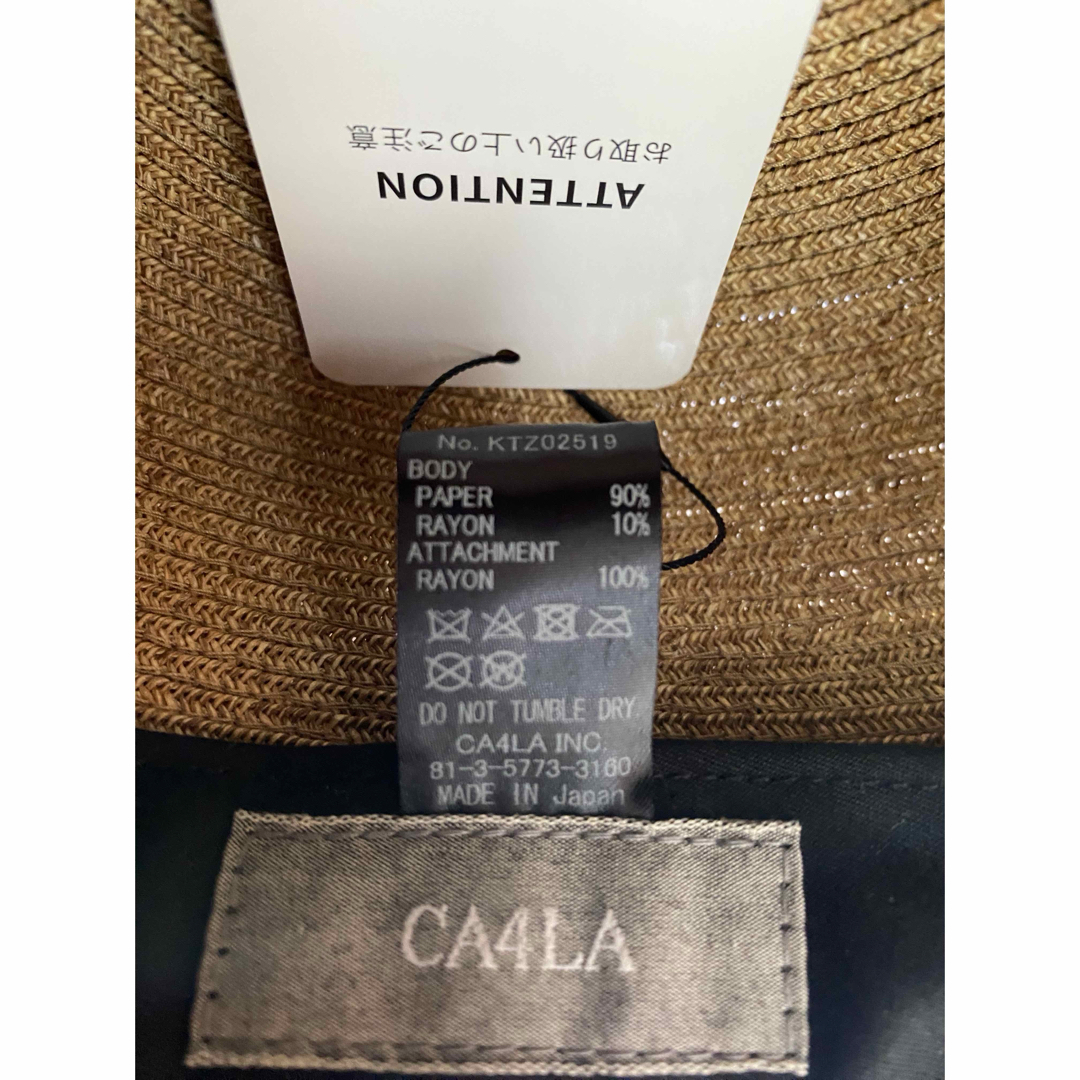 お取り扱い上のご注意
ATTENTION
No. KTZ02519
BODY
PAPER 90%
RAYON 10%
ATTACHMENT
RAYON 100%
DO NOT TUMBLE DRY
CA4LA INC.
81-3-5773-3160
MADE IN Japan
CA4LA